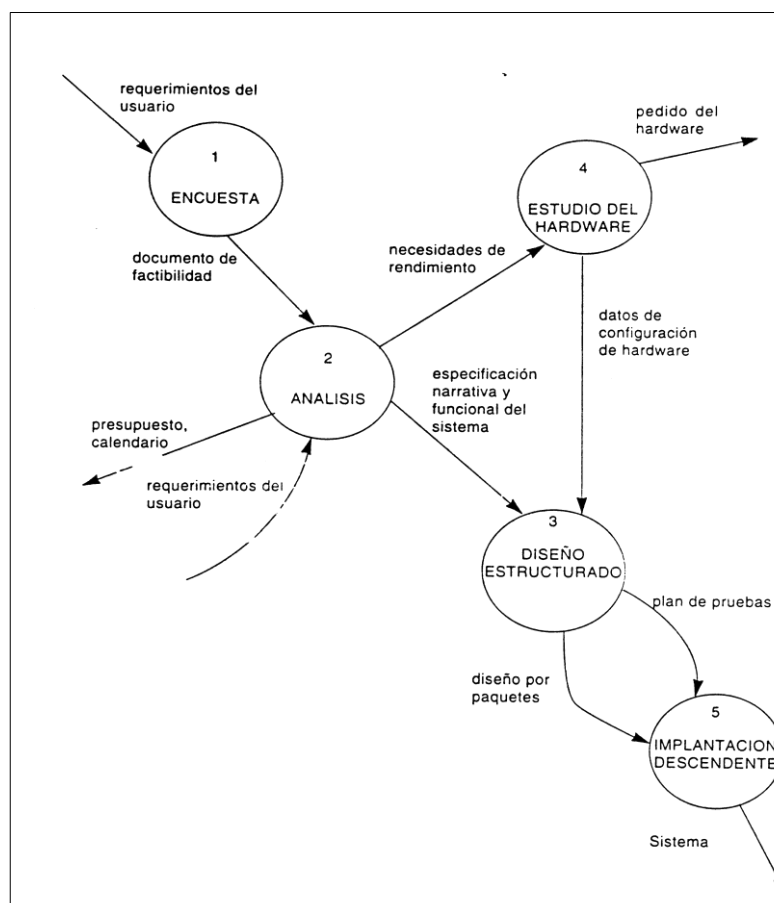 requerimientos del
usuario
1
ENCUESTA
documento de
factibilidad
pedido del
hardware
4
ESTUDIO DEL
HARDWARE
necesidades de
rendimiento
datos de
configuración
de hardware
2
ANALISIS
especificación
narrativa y
funcional del
sistema
presupuesto,
calendario
requerimientos del
usuario
3
DISEÑO
ESTRUCTURADO
plan de pruebas
diseño por
paquetes
5
IMPLANTACION
DESCENDENTE
Sistema